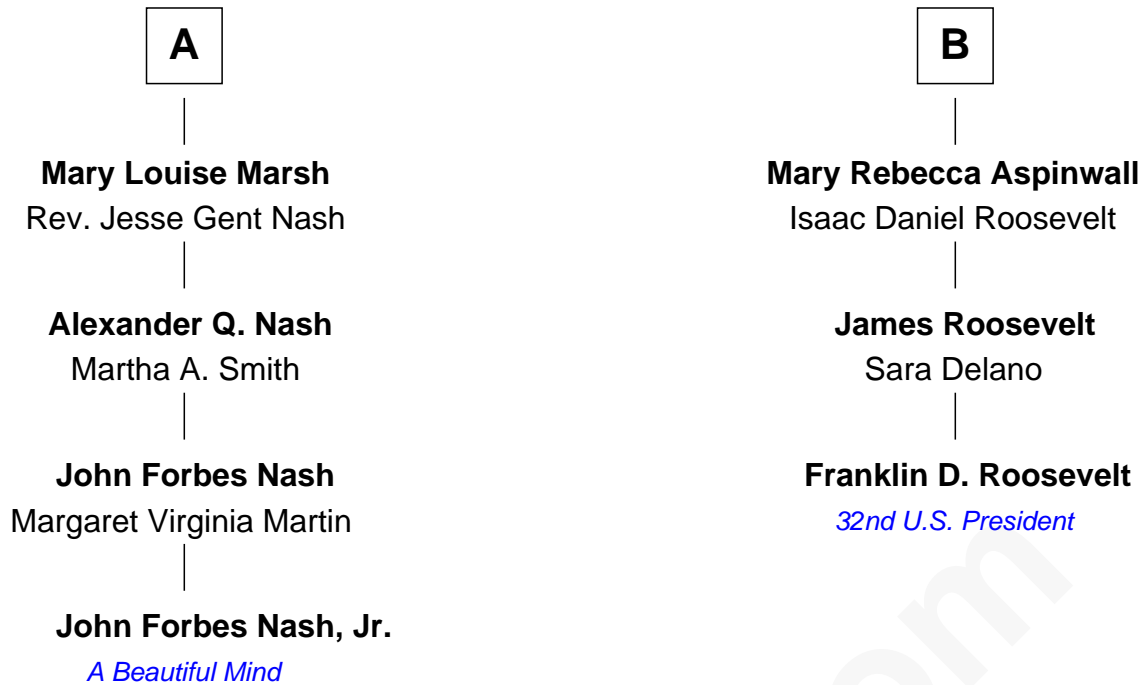 A
Mary Louise Marsh
Rev. Jesse Gent Nash
Alexander Q. Nash
Martha A. Smith
John Forbes Nash
Margaret Virginia Martin
John Forbes Nash, Jr.
A Beautiful Mind
B
Mary Rebecca Aspinwall
Isaac Daniel Roosevelt
James Roosevelt
Sara Delano
Franklin D. Roosevelt
32nd U.S. President
om